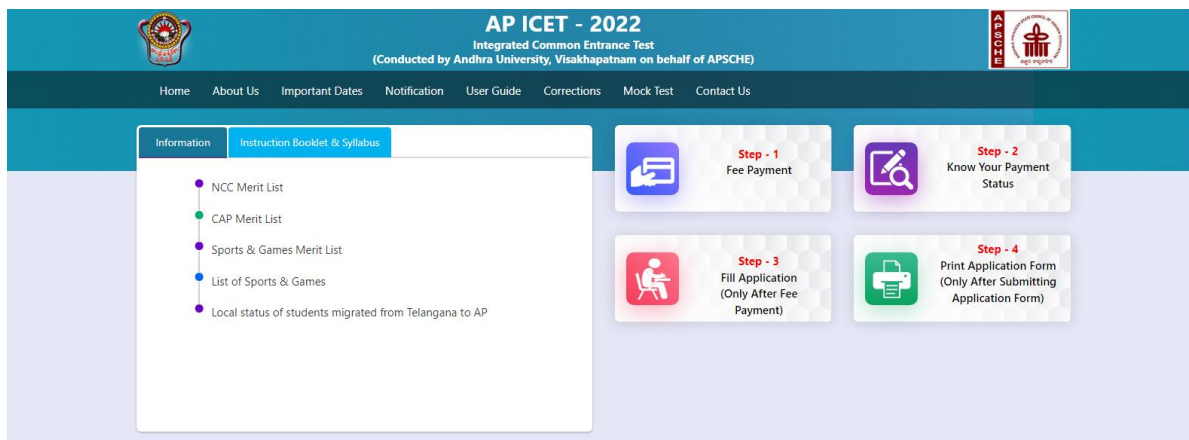 AP ICET - 2022
Integrated Common Entrance Test
(Conducted by Andhra University, Visakhapatnam on behalf of APSCHE)
APSCHE
Home About Us Important Dates Notification User Guide Corrections Mock Test Contact Us
Information Instruction Booklet & Syllabus
NCC Merit List
CAP Merit List
Sports & Games Merit List
List of Sports & Games
Local status of students migrated from Telangana to AP
Step - 1
Fee Payment
Step - 2
Know Your Payment
Status
Step - 3
Fill Application
(Only After Fee
Payment)
Step - 4
Print Application Form
(Only After Submitting
Application Form)